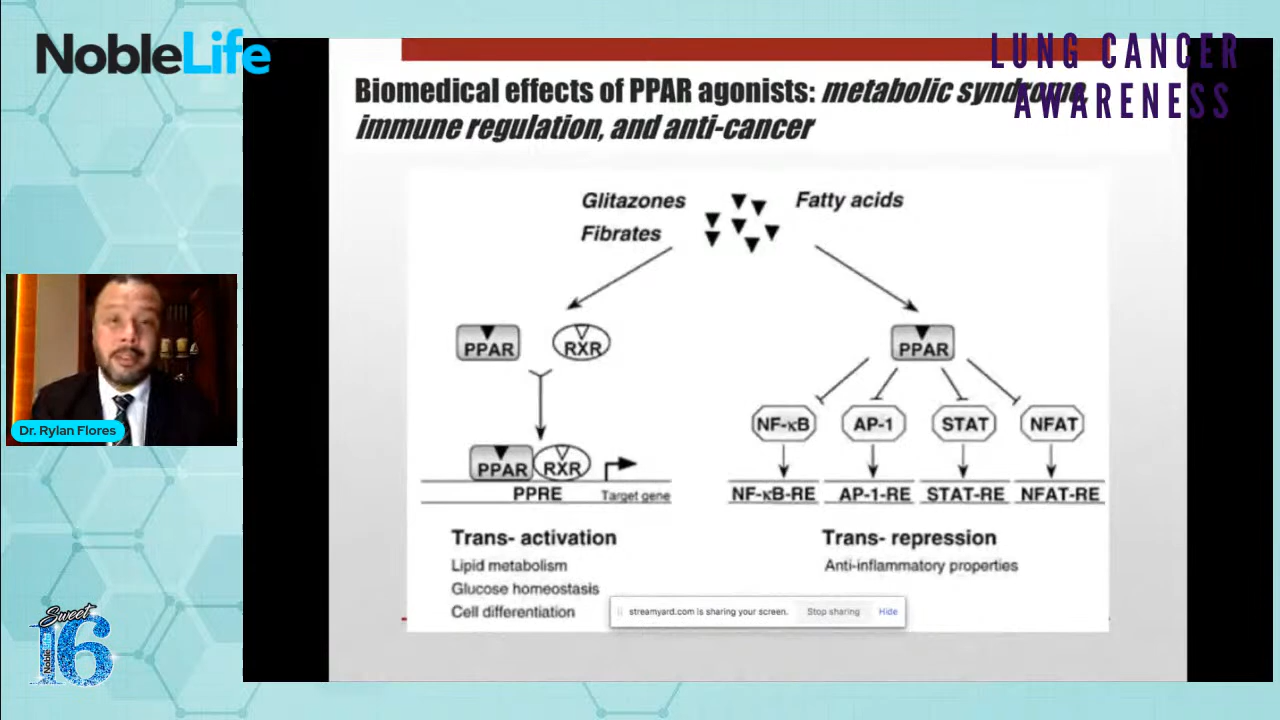 NobleLife
LUNG CANCER
AWARENESS
Biomedical effects of PPAR agonists: metabolic syndrome,
immune regulation, and anti-cancer
Glitazones
Fatty acids
Fibrates
PPAR
RXR
PPAR
NF-κB
AP-1
STAT
NFAT
PPAR
RXR
PPRE
Target gene
NF-κB-RE
AP-1-RE
STAT-RE
NFAT-RE
Trans- activation
Trans- repression
Lipid metabolism
Anti-inflammatory properties
Glucose homeostasis
Cell differentiation
streamyard.com is sharing your screen.
Stop sharing
Hide
Dr. Rylan Flores
Sweet
16
NobleLife